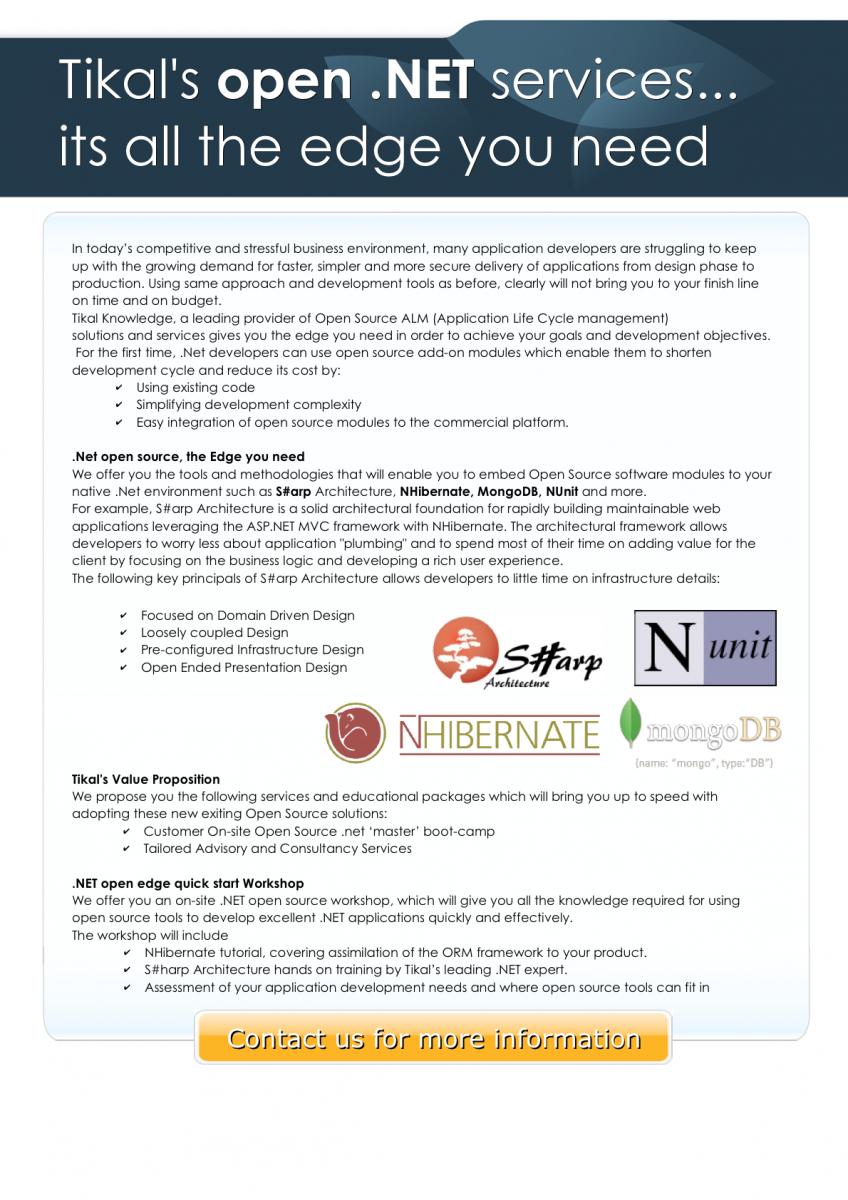 Tikal's open .NET services...
its all the edge you need
In today's competitive and stressful business environment, many application developers are struggling to keep
up with the growing demand for faster, simpler and more secure delivery of applications from design phase to
production. Using same approach and development tools as before, clearly will not bring you to your finish line
on time and on budget.
Tikal Knowledge, a leading provider of Open Source ALM (Application Life Cycle management)
solutions and services gives you the edge you need in order to achieve your goals and development objectives.
For the first time, .Net developers can use open source add-on modules which enable them to shorten
development cycle and reduce its cost by:
✔ Using existing code
✔ Simplifying development complexity
✔ Easy integration of open source modules to the commercial platform.
.Net open source, the Edge you need
We offer you the tools and methodologies that will enable you to embed Open Source software modules to your
native .Net environment such as S#arp Architecture, NHibernate, MongoDB, NUnit and more.
For example, S#arp Architecture is a solid architectural foundation for rapidly building maintainable web
applications leveraging the ASP.NET MVC framework with NHibernate. The architectural framework allows
developers to worry less about application "plumbing" and to spend most of their time on adding value for the
client by focusing on the business logic and developing a rich user experience.
The following key principals of S#arp Architecture allows developers to little time on infrastructure details:
✔ Focused on Domain Driven Design
✔ Loosely coupled Design
✔ Pre-configured Infrastructure Design
✔ Open Ended Presentation Design
S#arp
Architecture
N unit
NHIBERNATE
mongoDB
{name: "mongo", type:"DB"}
Tikal's Value Proposition
We propose you the following services and educational packages which will bring you up to speed with
adopting these new exiting Open Source solutions:
✔ Customer On-site Open Source .net ‘master’ boot-camp
✔ Tailored Advisory and Consultancy Services
.NET open edge quick start Workshop
We offer you an on-site .NET open source workshop, which will give you all the knowledge required for using
open source tools to develop excellent .NET applications quickly and effectively.
The workshop will include
✔ NHibernate tutorial, covering assimilation of the ORM framework to your product.
✔ S#harp Architecture hands on training by Tikal's leading .NET expert.
✔ Assessment of your application development needs and where open source tools can fit in
Contact us for more information